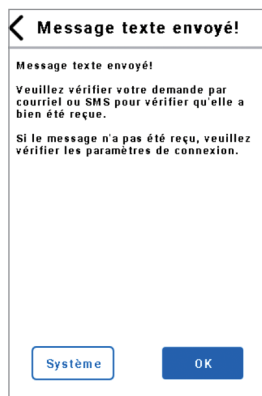 Message texte envoyé!
Message texte envoyé!
Veuillez vérifier votre demande par
courriel ou SMS pour vérifier qu'elle a
bien été reçue.
Si le message n'a pas été reçu, veuillez
vérifier les paramètres de connexion.
Système
OK